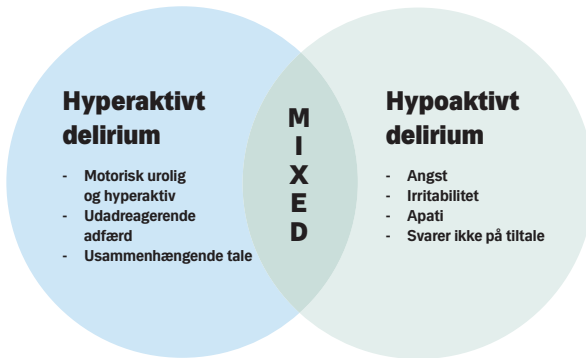 Hyperaktivt
delirium
- Motorisk urolig
og hyperaktiv
- Udadreagerende
adfærd
- Usammenhængende tale
M
I
X
E
D
Hypoaktivt
delirium
- Angst
- Irritabilitet
- Apati
- Svarer ikke på tiltale